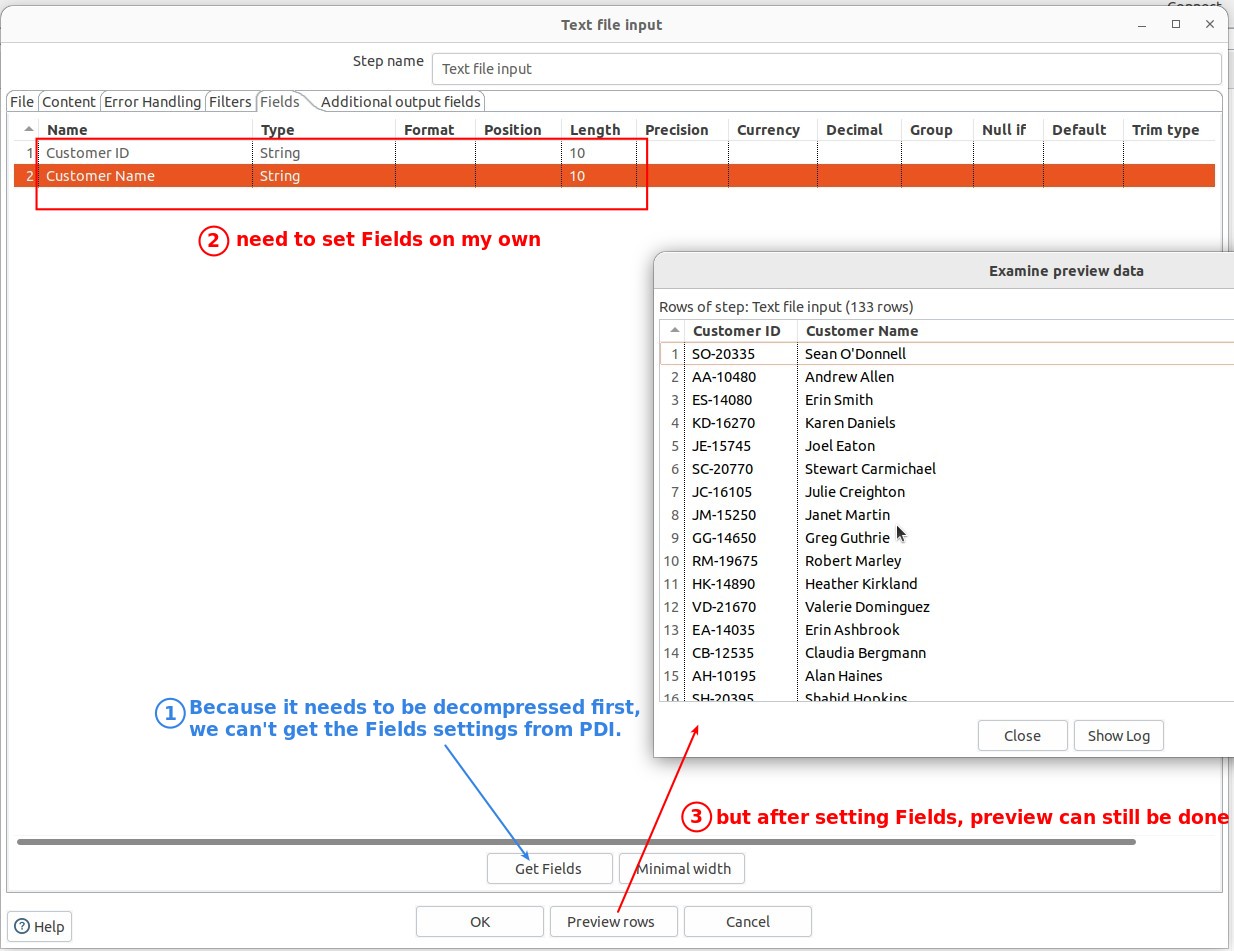 Connect
Text file input
Step name
Text file input
File Content Error Handling Filters Fields Additional output fields
Name Type Format Position Length Precision Currency Decimal Group Null if Default Trim type
1 Customer ID String 10
2 Customer Name String 10
2 need to set Fields on my own
Examine preview data
Rows of step: Text file input (133 rows)
Customer ID Customer Name
1 SO-20335 Sean O'Donnell
2 AA-10480 Andrew Allen
3 ES-14080 Erin Smith
4 KD-16270 Karen Daniels
5 JE-15745 Joel Eaton
6 SC-20770 Stewart Carmichael
7 JC-16105 Julie Creighton
8 JM-15250 Janet Martin
9 GG-14650 Greg Guthrie
10 RM-19675 Robert Marley
11 HK-14890 Heather Kirkland
12 VD-21670 Valerie Dominguez
13 EA-14035 Erin Ashbrook
14 CB-12535 Claudia Bergmann
15 AH-10195 Alan Haines
16 SH-20395 Shahid Hopkins
Close Show Log
1 Because it needs to be decompressed first,
we can't get the Fields settings from PDI.
3 but after setting Fields, preview can still be done
Get Fields Minimal width
Help OK Preview rows Cancel